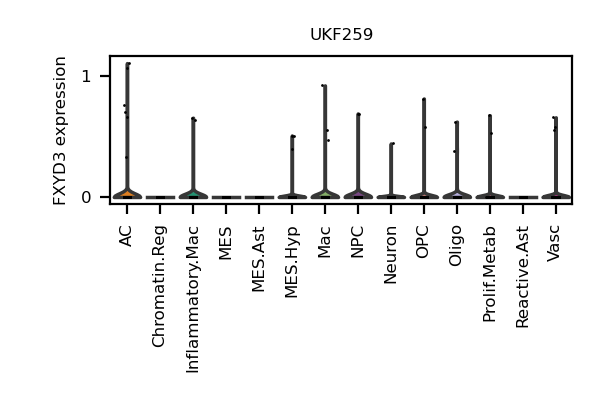 UKF259
FXYD3 expression
1
0
AC
Chromatin.Reg
Inflammatory.Mac
MES
MES.Ast
MES.Hyp
Mac
NPC
Neuron
OPC
Oligo
Prolif.Metab
Reactive.Ast
Vasc